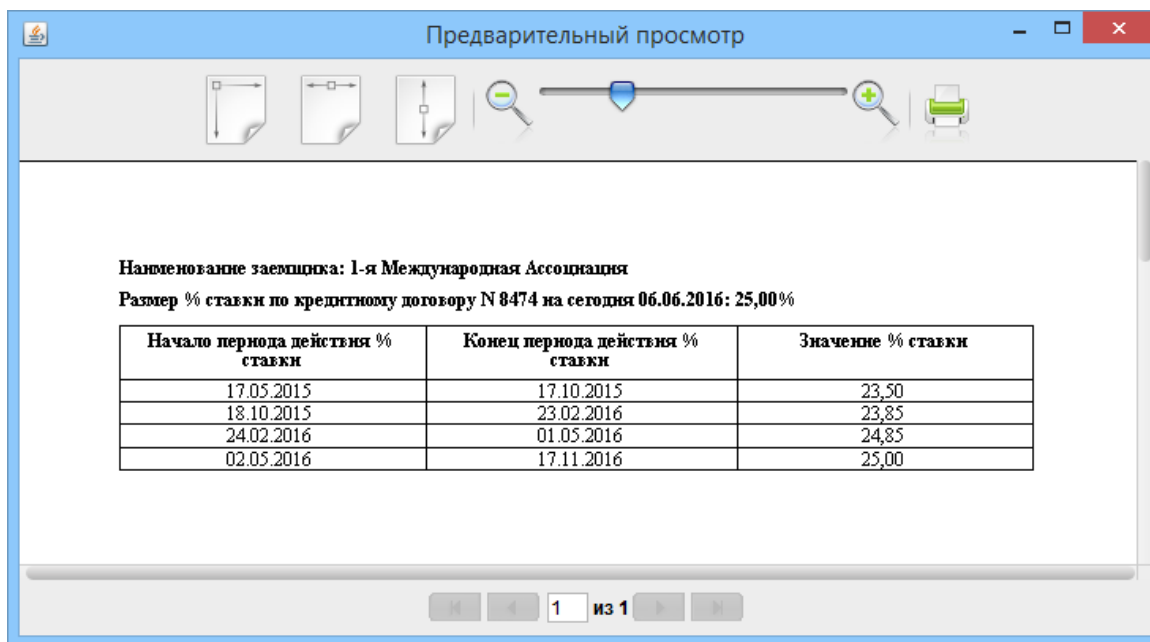 Предварительный просмотр
Наименование заемщика: 1-я Международная Ассоциация
Размер % ставки по кредитному договору N 8474 на сегодня 06.06.2016: 25,00%
Начало периода действия % ставки Конец периода действия % ставки Значение % ставки
17.05.2015 17.10.2015 23,50
18.10.2015 23.02.2016 23,85
24.02.2016 01.05.2016 24,85
02.05.2016 17.11.2016 25,00
1 из 1